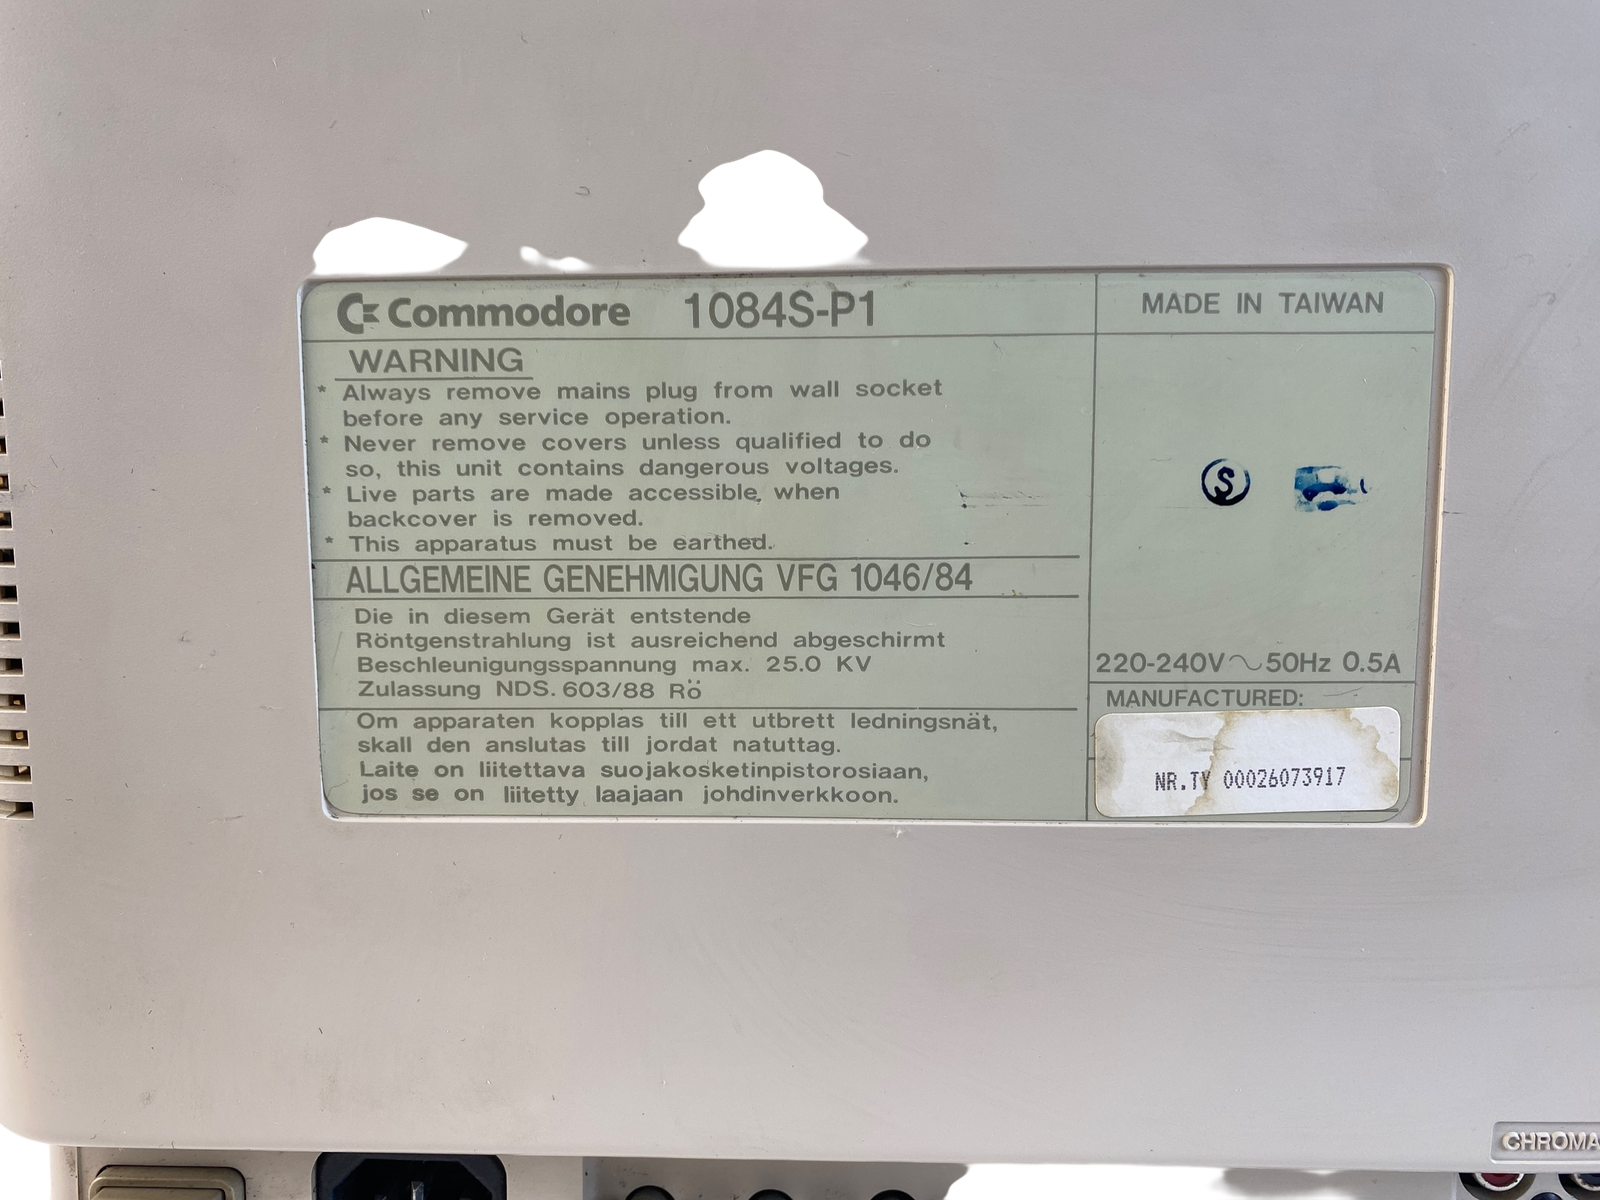 Commodore 1084S-P1
MADE IN TAIWAN
WARNING
* Always remove mains plug from wall socket
before any service operation.
* Never remove covers unless qualified to do
so, this unit contains dangerous voltages.
* Live parts are made accessible, when
backcover is removed.
* This apparatus must be earthed.
ALLGEMEINE GENEHMIGUNG VFG 1046/84
Die in diesem Gerät entstende
Röntgenstrahlung ist ausreichend abgeschirmt
Beschleunigungsspannung max. 25.0 KV
Zulassung NDS. 603/88 Rö
Om apparaten kopplas till ett utbrett ledningsnät,
skall den anslutas till jordat natuttag.
Laite on liitettava suojakosketinpistorosiaan,
jos se on liitetty laajaan johdinverkkoon.
S
220-240V~50Hz 0.5A
MANUFACTURED:
NR.TY 00026073917
CHROMA